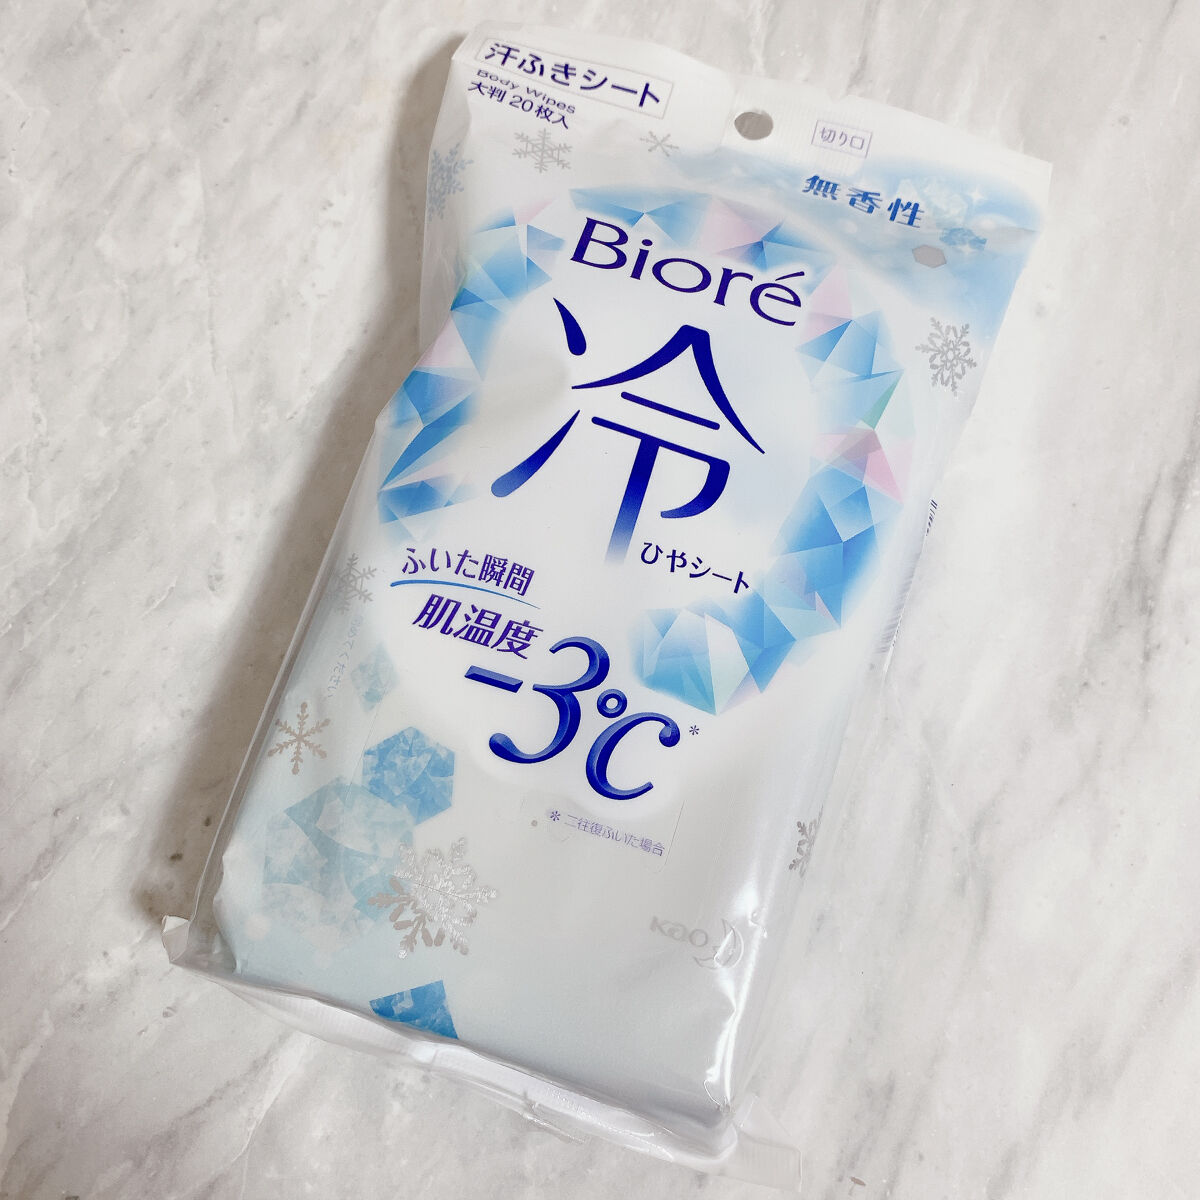 汗ふきシート
Body Wipes
大判 20枚入
切り口
無香性
Bioré
冷
ひやシート
ふいた瞬間
肌温度
-3℃*
* 二往復ふいた場合
Kao